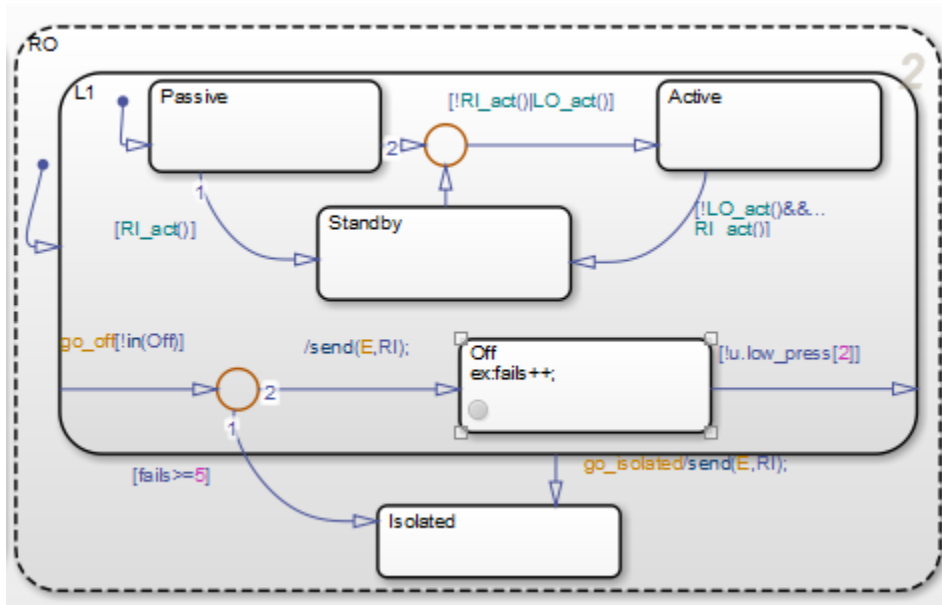 RO
2
L1
Passive
[!RI_act()|LO_act()]
Active
2
1
[RI_act()]
Standby
[!LO_act()&&...
RI_act()]
go_off[!in(Off)]
/send(E,RI);
Off
ex:fails++;
[!u.low_press[2]]
2
1
[fails>=5]
go_isolated/send(E,RI);
Isolated